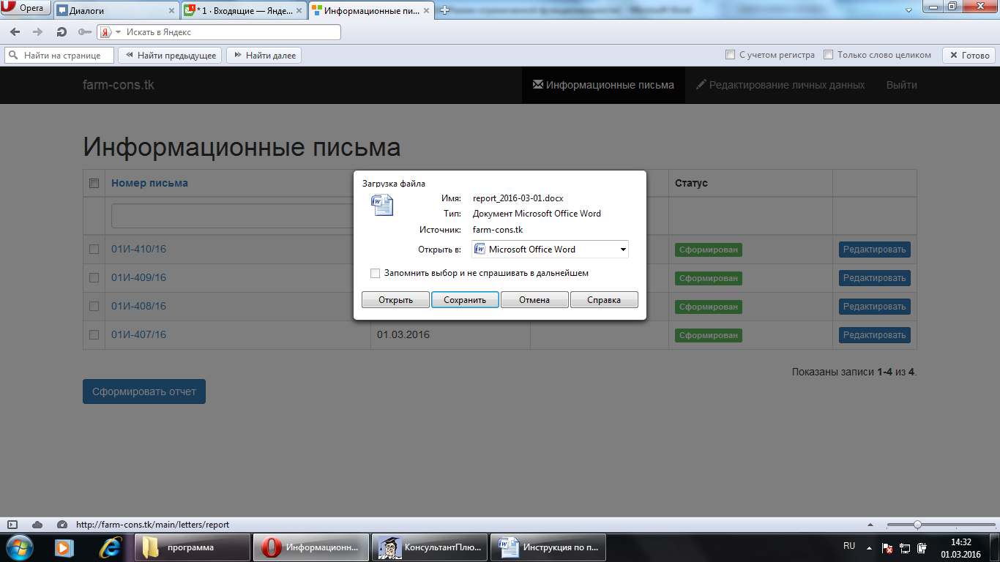 Opera
Диалоги
* 1 · Входящие — Янде...
Информационные пис...
Искать в Яндекс
Найти на странице
Найти предыдущее
Найти далее
С учетом регистра
Только слово целиком
Готово
farm-cons.tk
Информационные письма
Редактирование личных данных
Выйти
Информационные письма
Номер письма
Статус
Загрузка файла
Имя: report_2016-03-01.docx
Тип: Документ Microsoft Office Word
Источник: farm-cons.tk
Открыть в: Microsoft Office Word
Запомнить выбор и не спрашивать в дальнейшем
Открыть Сохранить Отмена Справка
01И-410/16 Сформирован Редактировать
01И-409/16 Сформирован Редактировать
01И-408/16 Сформирован Редактировать
01И-407/16 01.03.2016 Сформирован Редактировать
Показаны записи 1-4 из 4.
Сформировать отчет
http://farm-cons.tk/main/letters/report
программа
Информационн...
КонсультантПлю...
Инструкция по п...
RU
14:32
01.03.2016